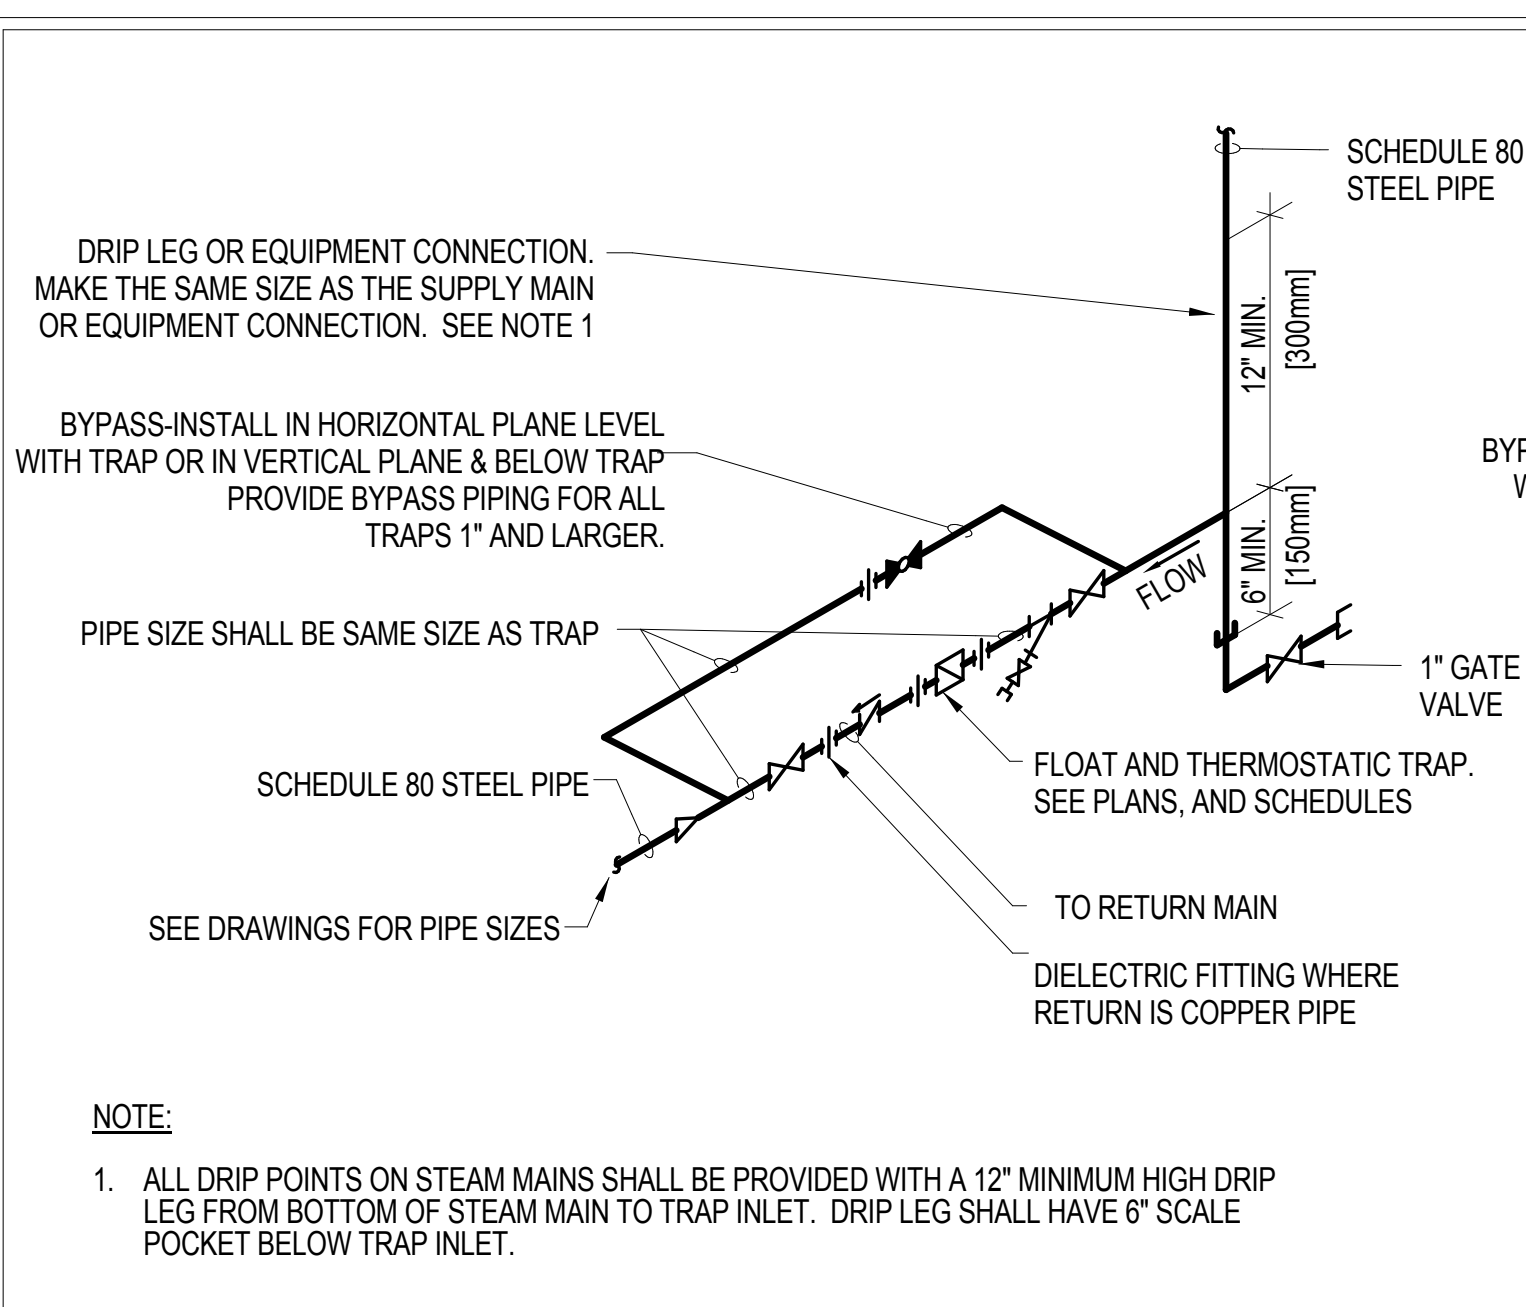 SCHEDULE 80
STEEL PIPE
DRIP LEG OR EQUIPMENT CONNECTION.
MAKE THE SAME SIZE AS THE SUPPLY MAIN
OR EQUIPMENT CONNECTION.  SEE NOTE 1
12" MIN.
[300mm]
BYPASS-INSTALL IN HORIZONTAL PLANE LEVEL
WITH TRAP OR IN VERTICAL PLANE & BELOW TRAP
PROVIDE BYPASS PIPING FOR ALL
TRAPS 1" AND LARGER.
6" MIN.
[150mm]
FLOW
PIPE SIZE SHALL BE SAME SIZE AS TRAP
1" GATE
VALVE
SCHEDULE 80 STEEL PIPE
FLOAT AND THERMOSTATIC TRAP.
SEE PLANS, AND SCHEDULES
SEE DRAWINGS FOR PIPE SIZES
TO RETURN MAIN
DIELECTRIC FITTING WHERE
RETURN IS COPPER PIPE
NOTE:
1.   ALL DRIP POINTS ON STEAM MAINS SHALL BE PROVIDED WITH A 12" MINIMUM HIGH DRIP
LEG FROM BOTTOM OF STEAM MAIN TO TRAP INLET.  DRIP LEG SHALL HAVE 6" SCALE
POCKET BELOW TRAP INLET.